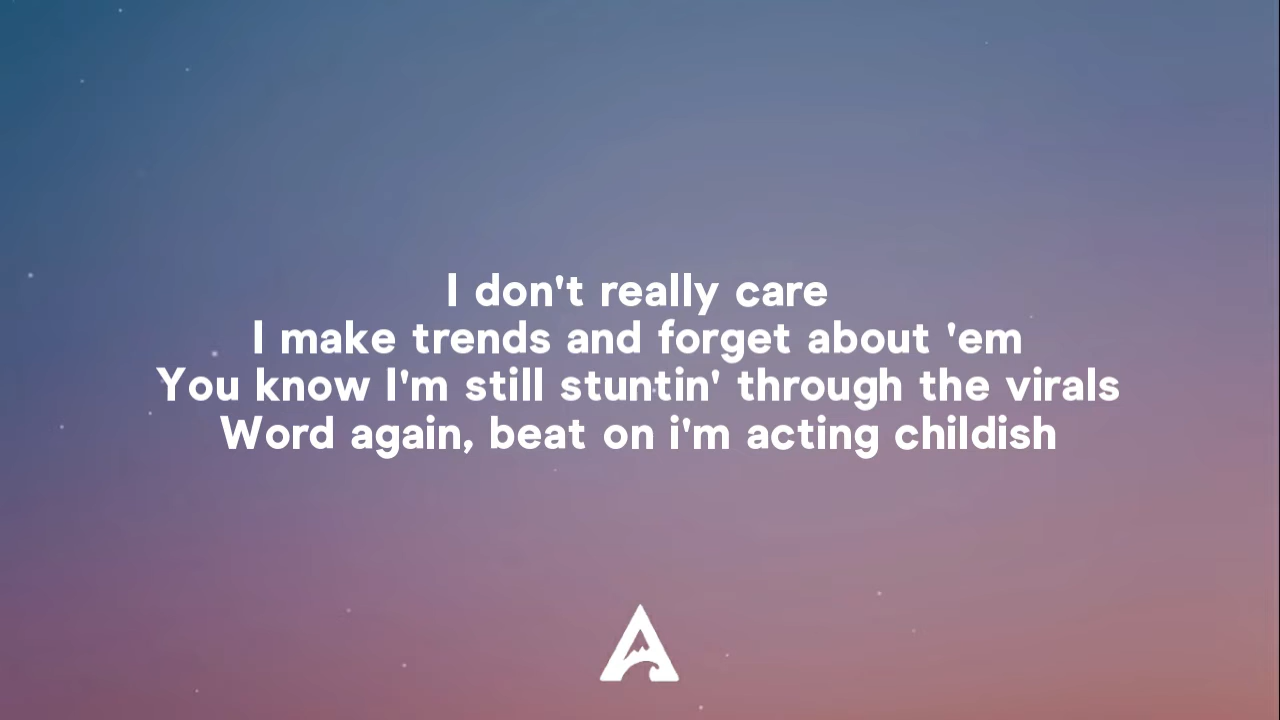 I don't really care
I make trends and forget about 'em
You know I'm still stuntin' through the virals
Word again, beat on i'm acting childish